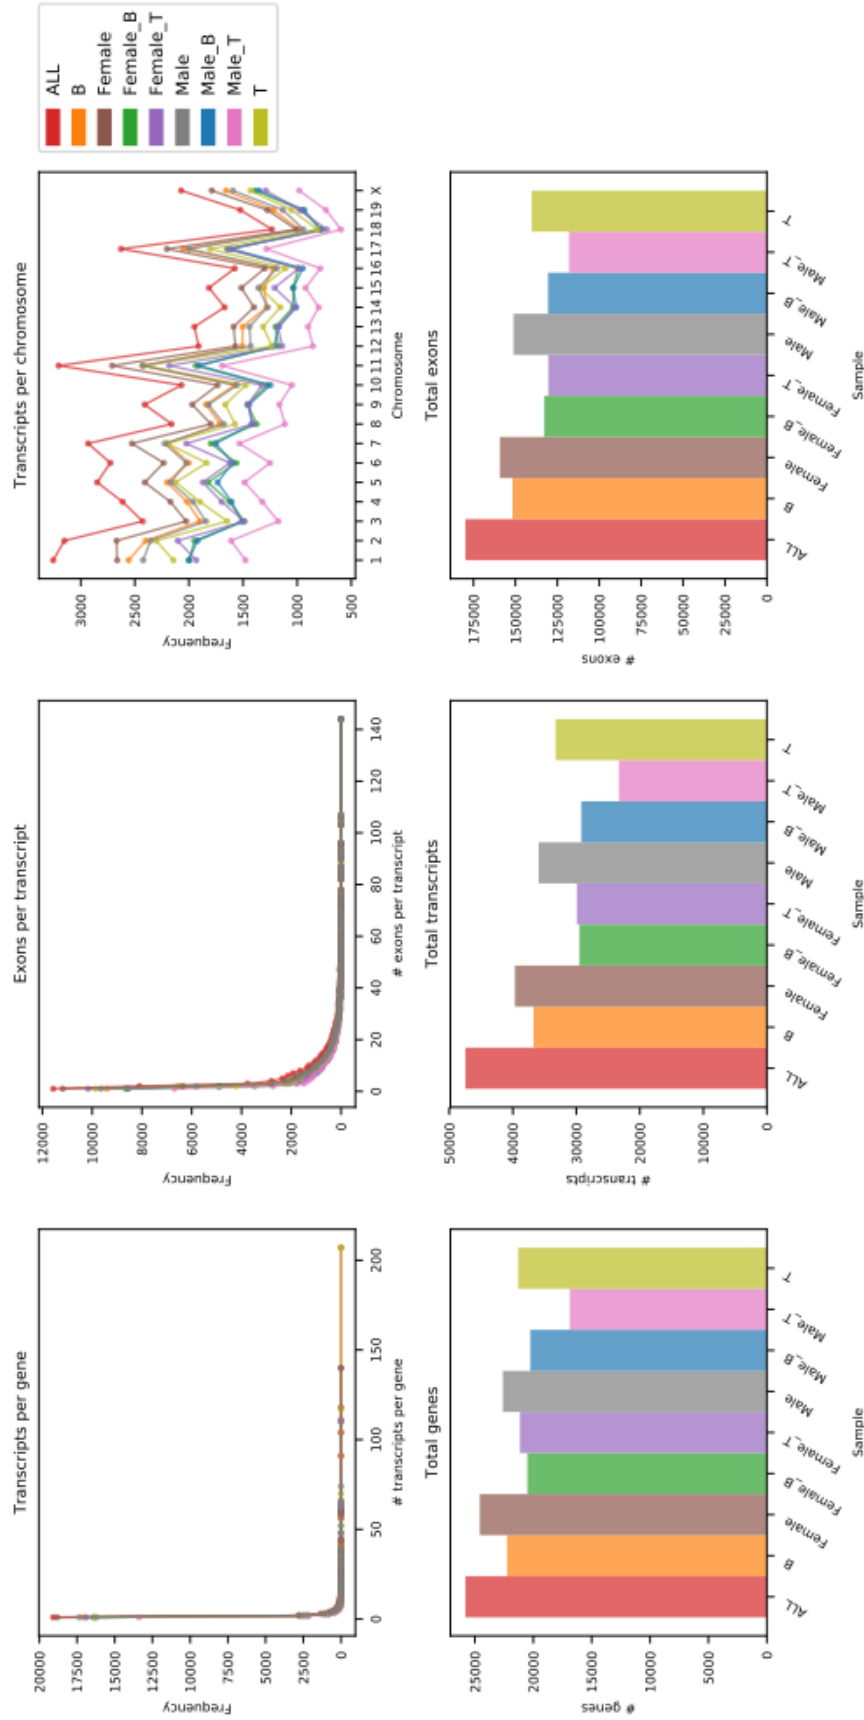 Transcripts per gene
20000
17500
15000
12500
10000
7500
5000
2500
0
Frequency
0
50
100
150
200
# transcripts per gene
Exons per transcript
12000
10000
8000
6000
4000
2000
0
Frequency
0
20
40
60
80
100
120
140
# exons per transcript
Transcripts per chromosome
3000
2500
2000
1500
1000
500
Frequency
1
2
3
4
5
6
7
8
9
10
11
12
13
14
15
16
17
18
19
X
Chromosome
ALL
B
Female
Female_B
Female_T
Male
Male_B
Male_T
T
Total genes
25000
20000
15000
10000
5000
0
# genes
ALL
B
Female
Female_B
Female_T
Male
Male_B
Male_T
T
Sample
Total transcripts
50000
40000
30000
20000
10000
0
# transcripts
ALL
B
Female
Female_B
Female_T
Male
Male_B
Male_T
T
Sample
Total exons
175000
150000
125000
100000
75000
50000
25000
0
# exons
ALL
B
Female
Female_B
Female_T
Male
Male_B
Male_T
T
Sample